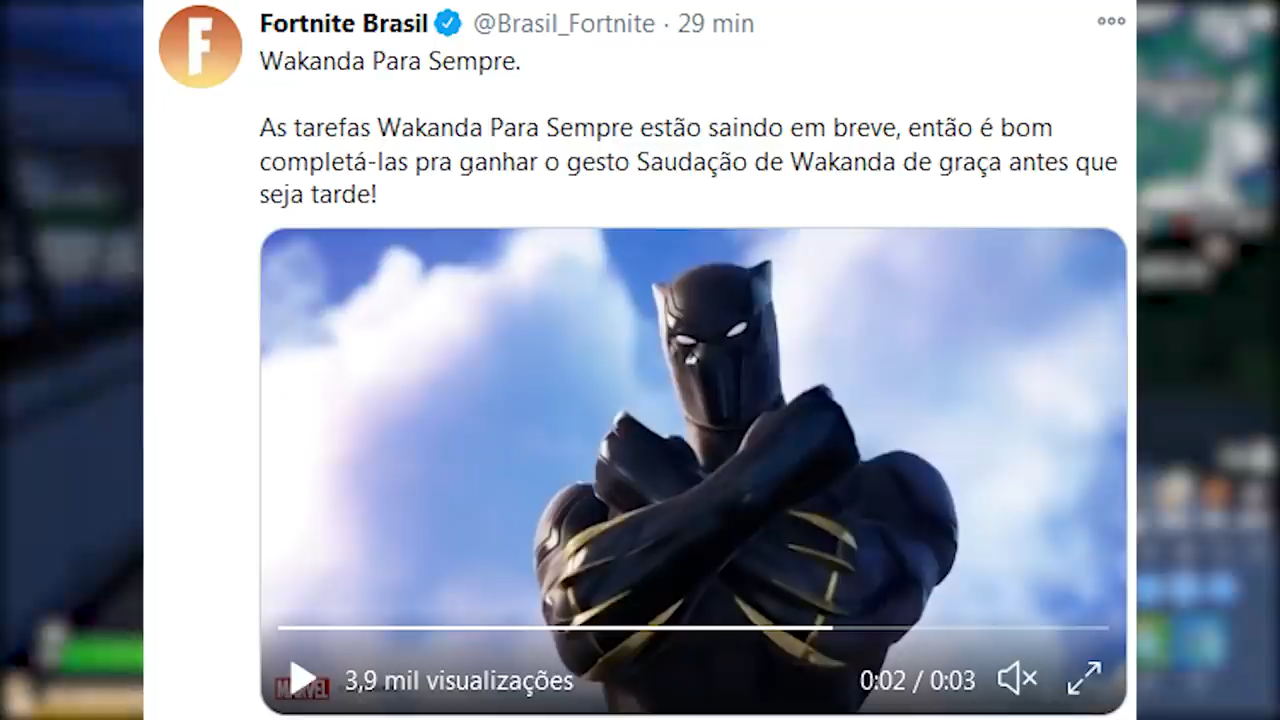 Fortnite Brasil @Brasil_Fortnite · 29 min
Wakanda Para Sempre.
As tarefas Wakanda Para Sempre estão saindo em breve, então é bom
completá-las pra ganhar o gesto Saudação de Wakanda de graça antes que
seja tarde!
MARVEL
3,9 mil visualizações
0:02 / 0:03
F